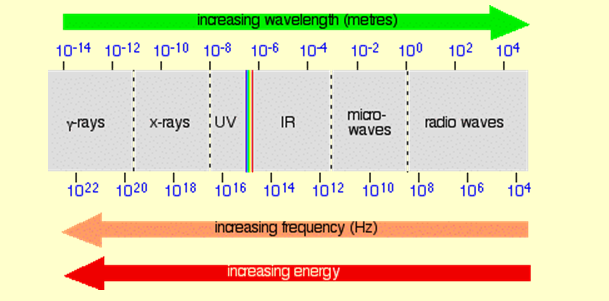 increasing wavelength (metres)
10⁻¹⁴ 10⁻¹² 10⁻¹⁰ 10⁻⁸ 10⁻⁶ 10⁻⁴ 10⁻² 10⁰ 10² 10⁴
γ-rays x-rays UV IR micro-
waves radio waves
10²² 10²⁰ 10¹⁸ 10¹⁶ 10¹⁴ 10¹² 10¹⁰ 10⁸ 10⁶ 10⁴
increasing frequency (Hz)
increasing energy